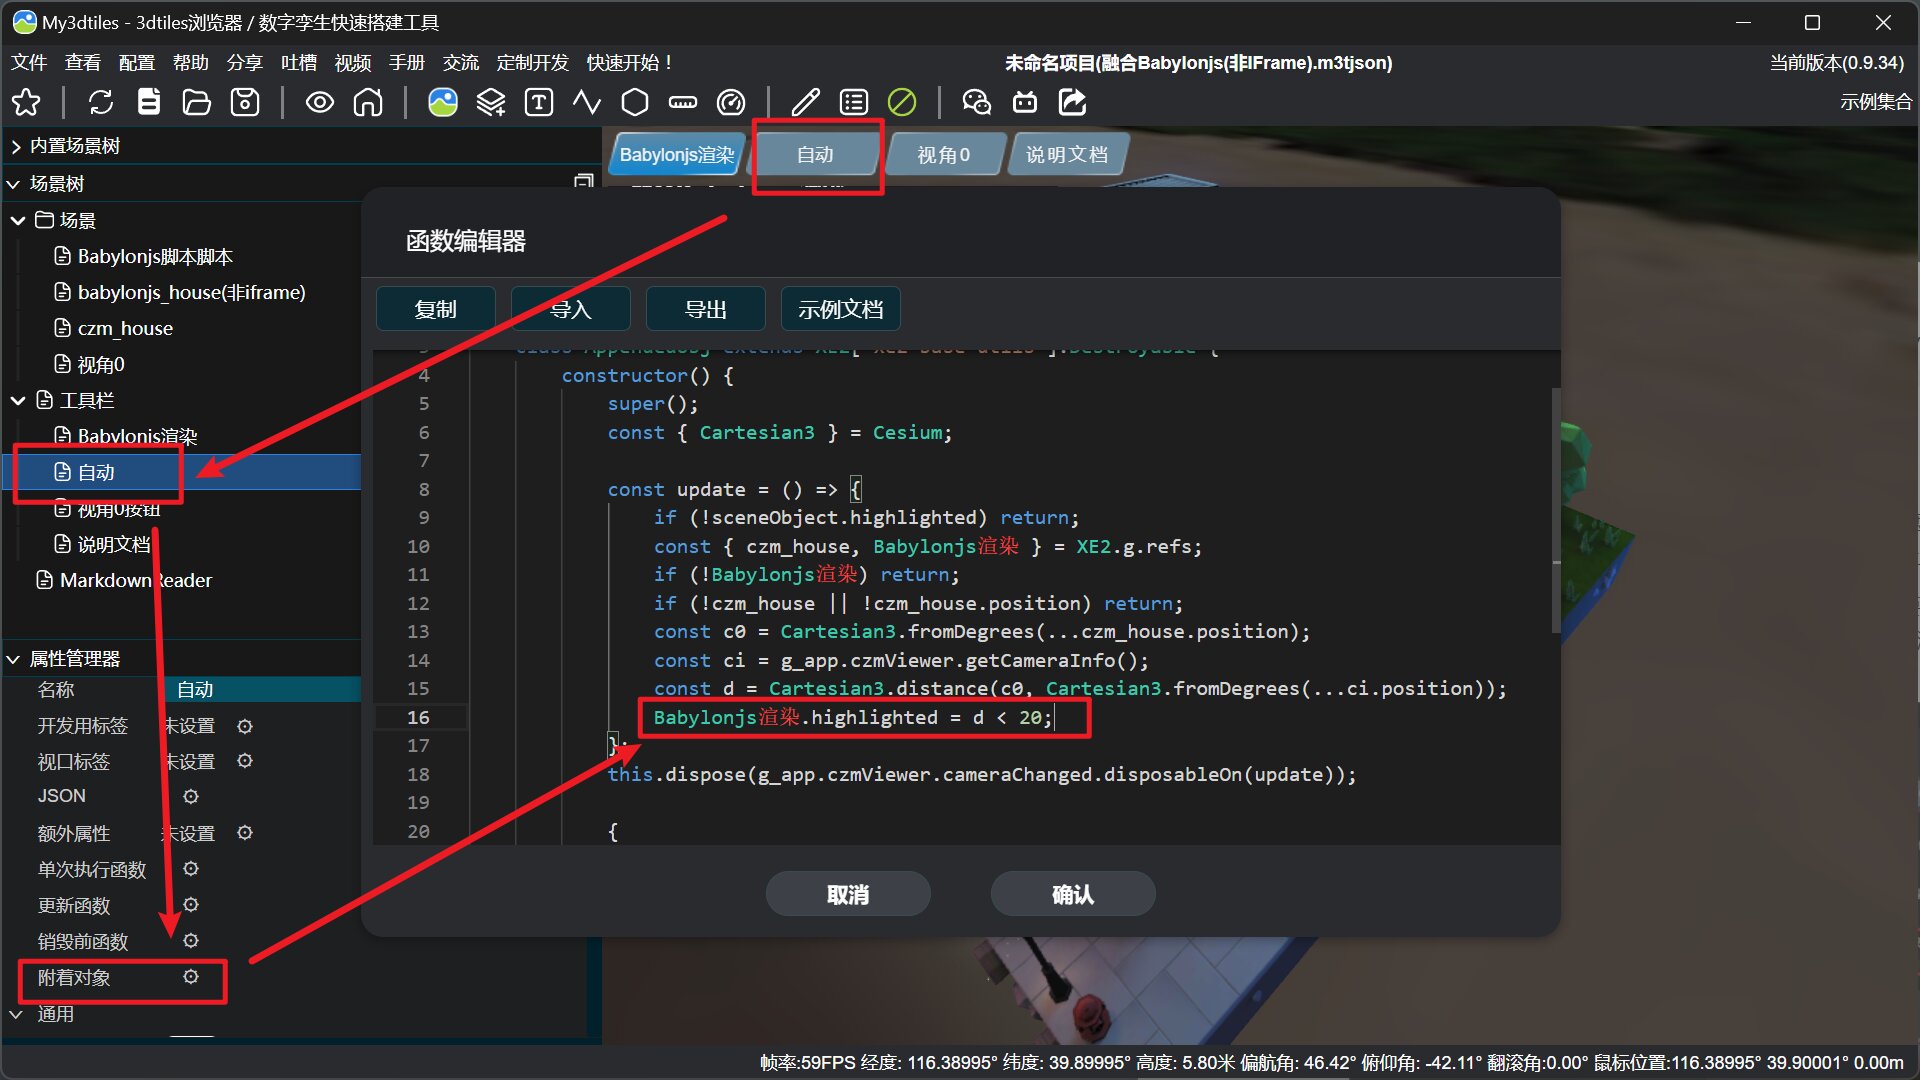 My3dtiles - 3dtiles浏览器 / 数字孪生快速搭建工具
文件 查看 配置 帮助 分享 吐槽 视频 手册 交流 定制开发 快速开始！
未命名项目(融合Babylonjs(非IFrame).m3tjson)
当前版本(0.9.34)
示例集合
内置场景树
场景树
场景
Babylonjs脚本脚本
babylonjs_house(非iframe)
czm_house
视角0
工具栏
Babylonjs渲染
自动
视角0按钮
说明文档
MarkdownReader
属性管理器
名称 自动
开发用标签 未设置
视口标签 未设置
JSON
额外属性 未设置
单次执行函数
更新函数
销毁前函数
附着对象
通用
Babylonjs渲染 自动 视角0 说明文档
函数编辑器
复制 导入 导出 示例文档
4 constructor() {
5 super();
6 const { Cartesian3 } = Cesium;
7
8 const update = () => {
9 if (!sceneObject.highlighted) return;
10 const { czm_house, Babylonjs渲染 } = XE2.g.refs;
11 if (!Babylonjs渲染) return;
12 if (!czm_house || !czm_house.position) return;
13 const c0 = Cartesian3.fromDegrees(...czm_house.position);
14 const ci = g_app.czmViewer.getCameraInfo();
15 const d = Cartesian3.distance(c0, Cartesian3.fromDegrees(...ci.position));
16 Babylonjs渲染.highlighted = d < 20;
17 };
18 this.dispose(g_app.czmViewer.cameraChanged.disposableOn(update));
19
20 {
取消 确认
帧率:59FPS 经度: 116.38995° 纬度: 39.89995° 高度: 5.80米 偏航角: 46.42° 俯仰角: -42.11° 翻滚角:0.00° 鼠标位置:116.38995° 39.90001° 0.00m